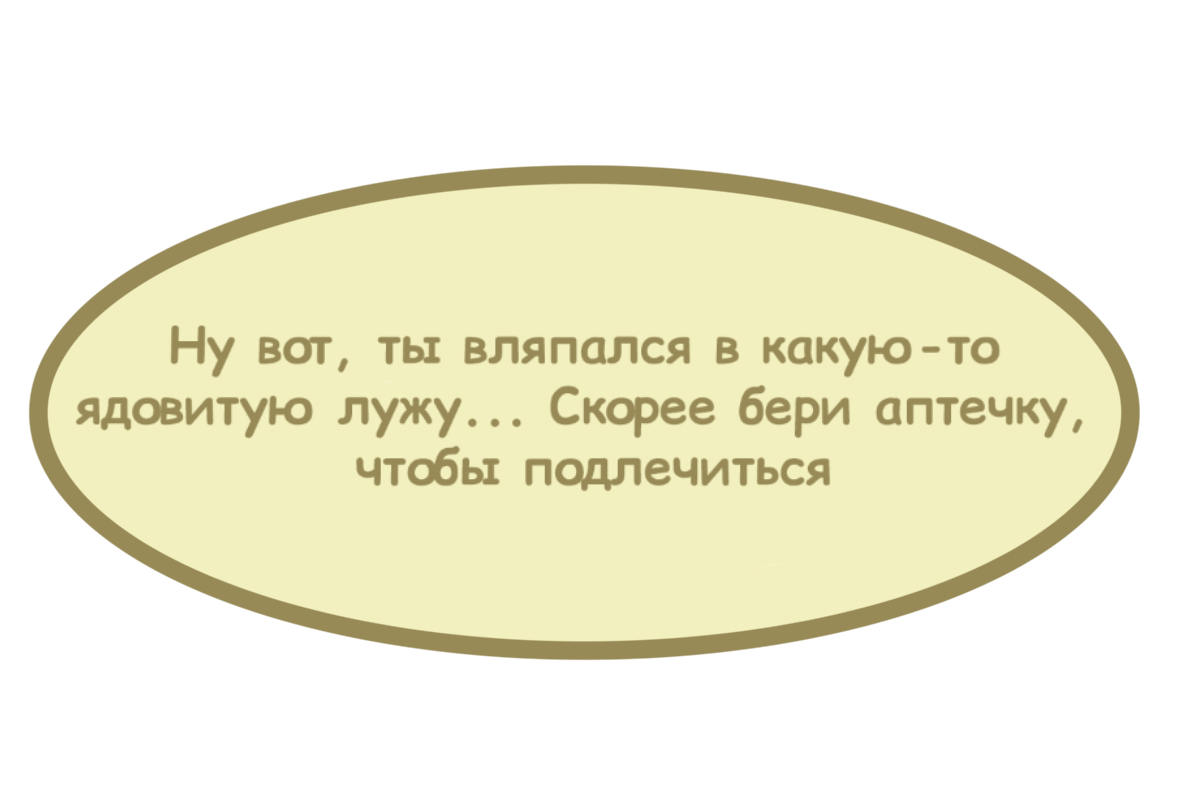 Ну вот, ты вляпался в какую-то
ядовитую лужу... Скорее бери аптечку,
чтобы подлечиться